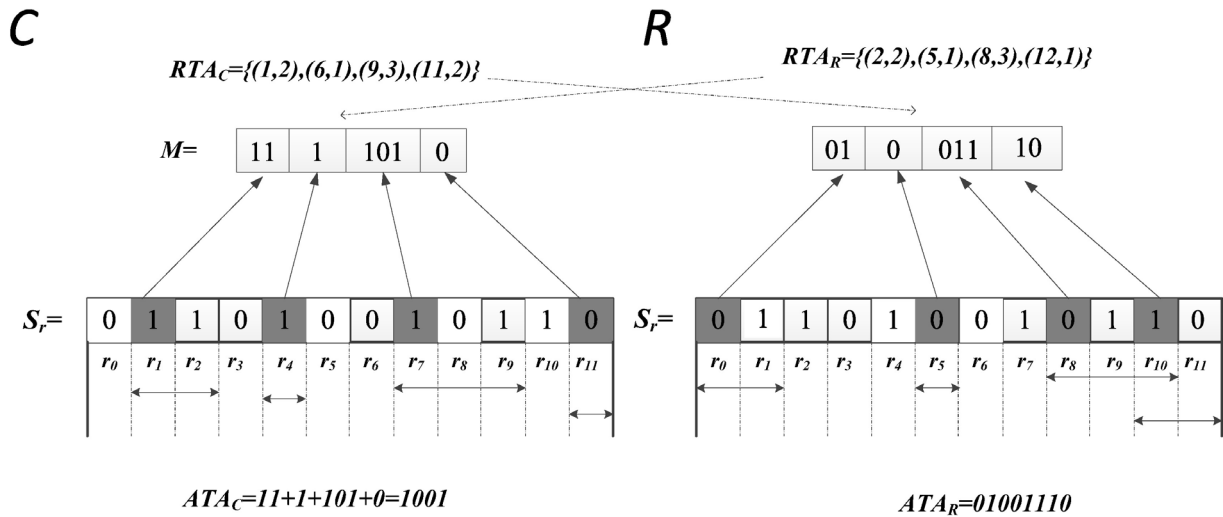 C R
RTA_C={(1,2),(6,1),(9,3),(11,2)} RTA_R={(2,2),(5,1),(8,3),(12,1)}
M= 11 1 101 0 01 0 011 10
S_r= 0 1 1 0 1 0 0 1 0 1 1 0 S_r= 0 1 1 0 1 0 0 1 0 1 1 0
r_0 r_1 r_2 r_3 r_4 r_5 r_6 r_7 r_8 r_9 r_10 r_11 r_0 r_1 r_2 r_3 r_4 r_5 r_6 r_7 r_8 r_9 r_10 r_11
ATA_C=11+1+101+0=1001 ATA_R=01001110